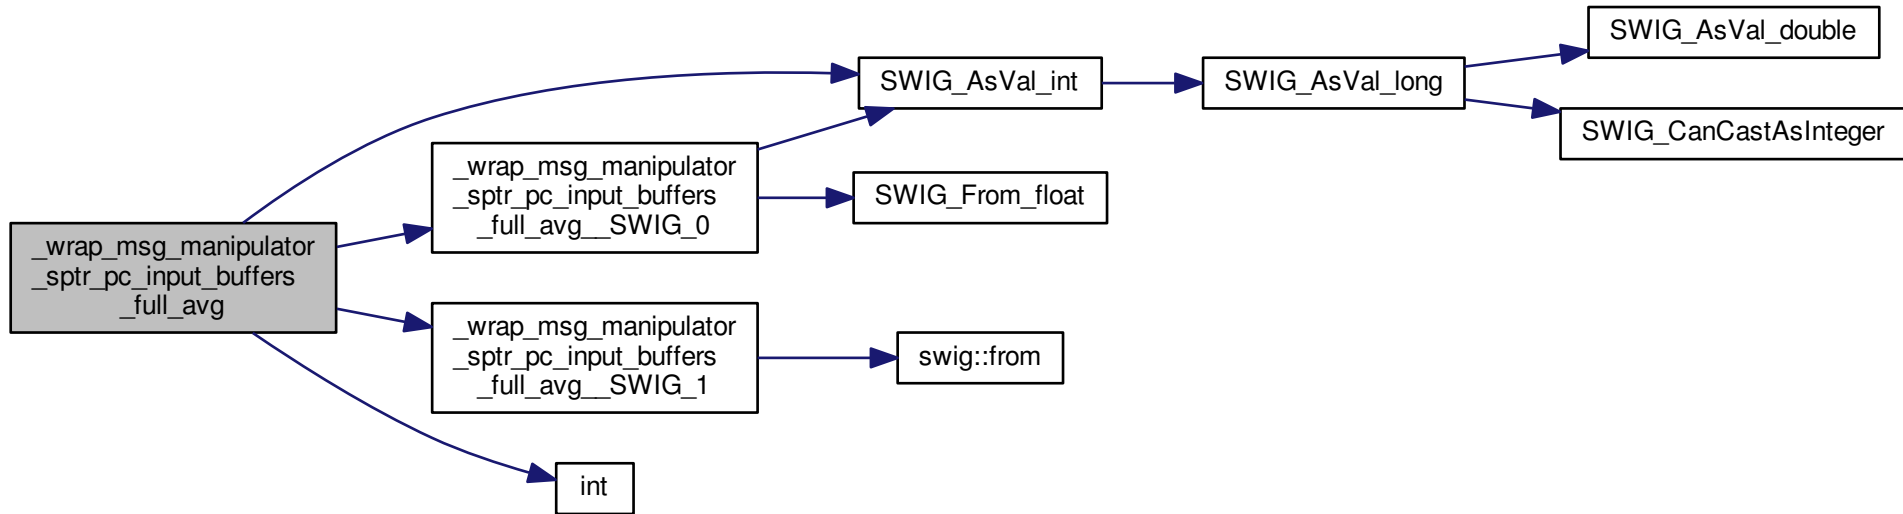 _wrap_msg_manipulator
_sptr_pc_input_buffers
_full_avg
_wrap_msg_manipulator
_sptr_pc_input_buffers
_full_avg__SWIG_0
_wrap_msg_manipulator
_sptr_pc_input_buffers
_full_avg__SWIG_1
int
SWIG_AsVal_int
SWIG_From_float
swig::from
SWIG_AsVal_long
SWIG_AsVal_double
SWIG_CanCastAsInteger